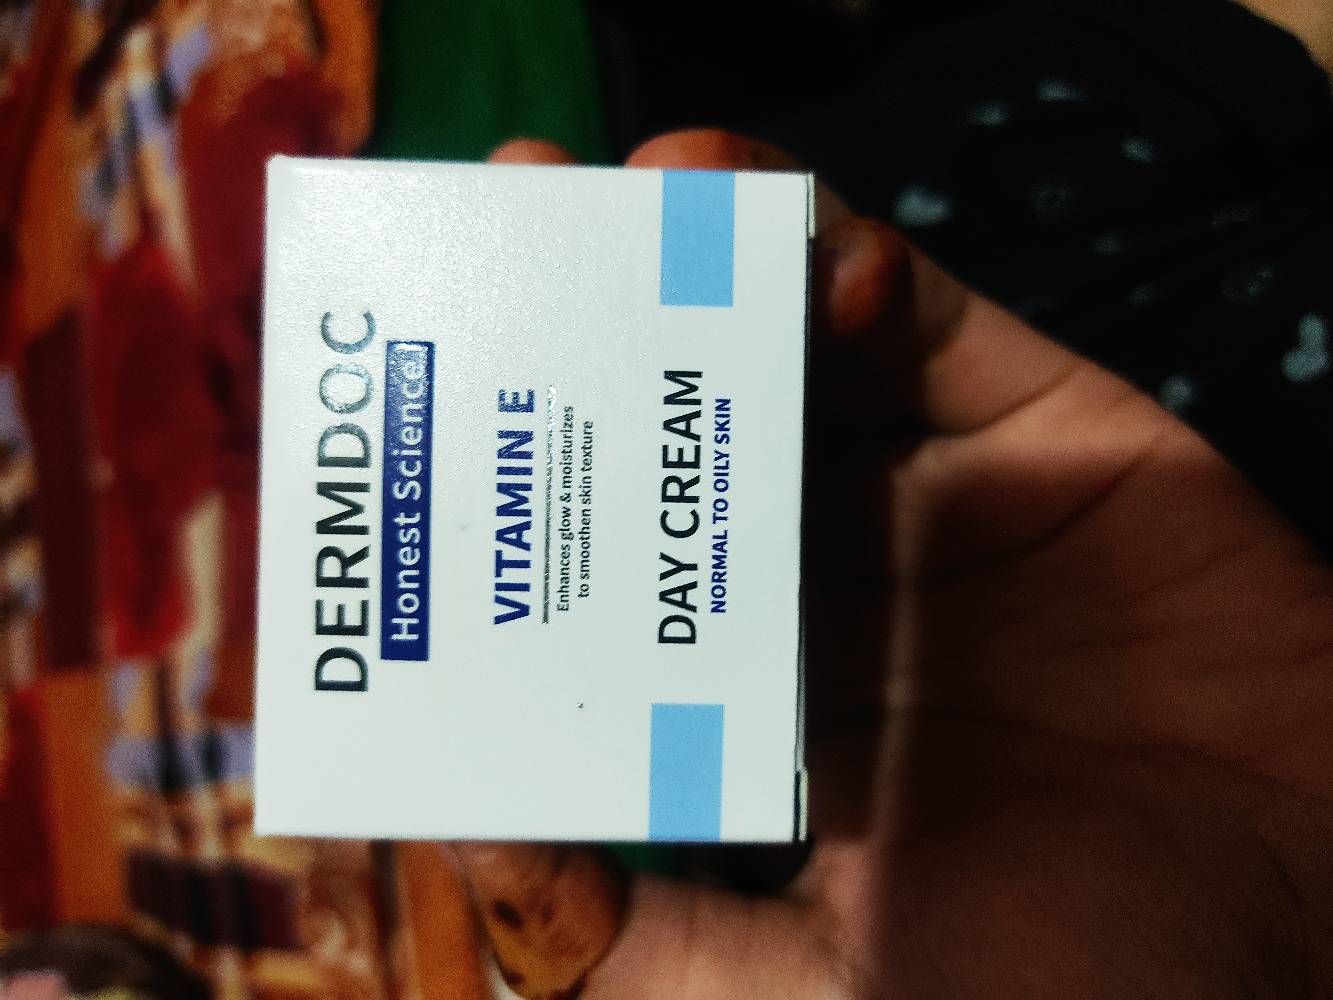 DERMDOC
Honest Science
VITAMIN E
Enhances glow & moisturizes
to smoothen skin texture
DAY CREAM
NORMAL TO OILY SKIN